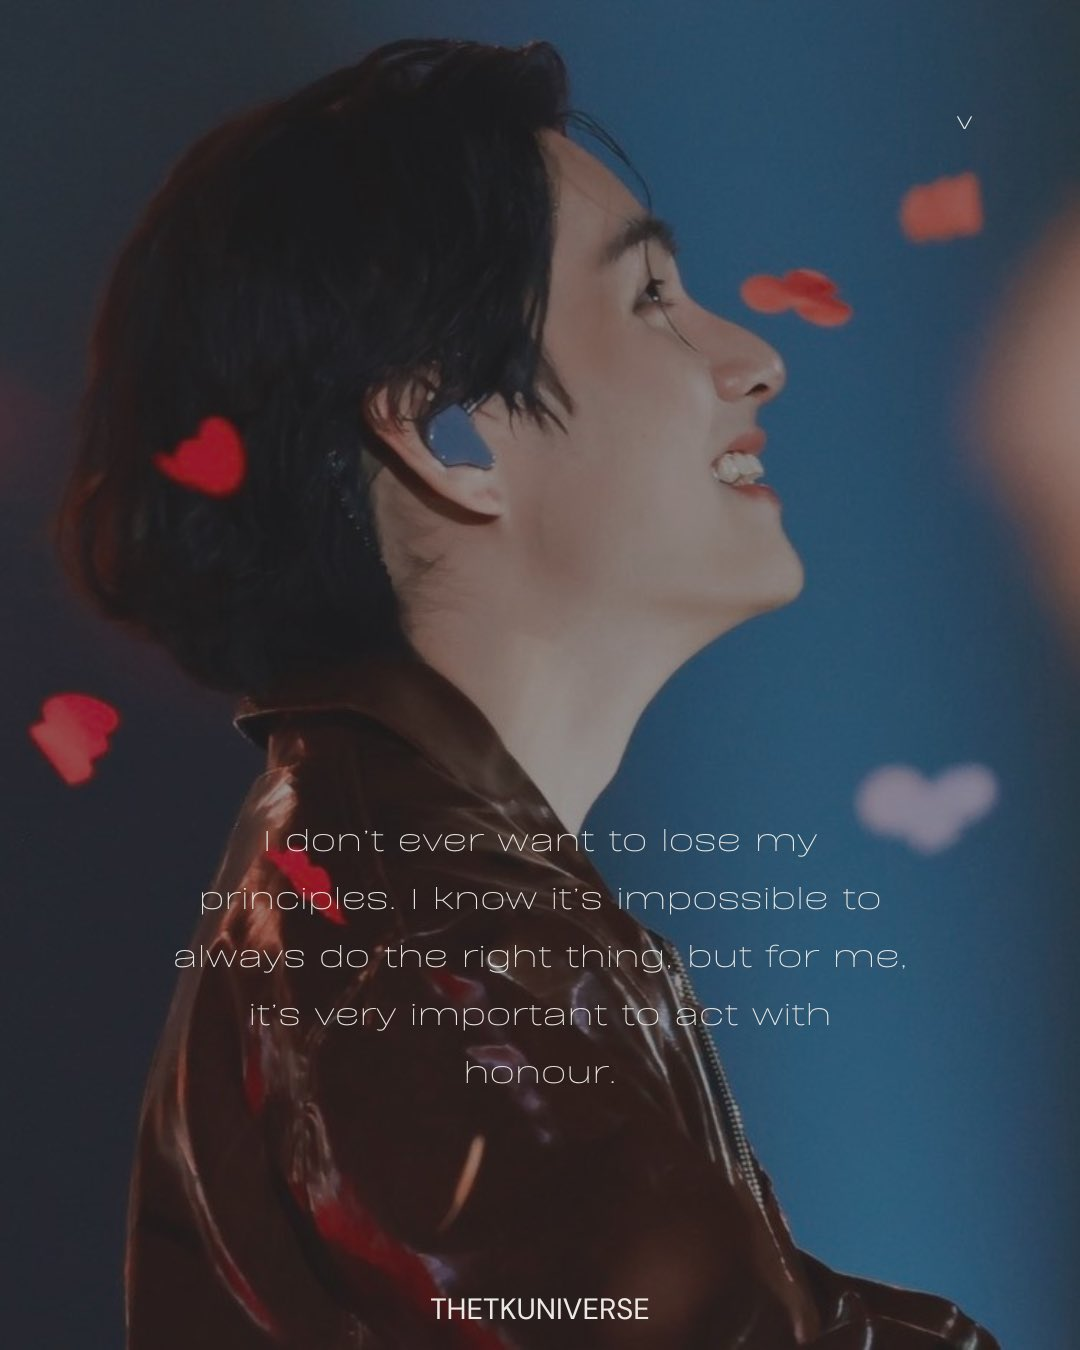 V
I don't ever want to lose my
principles. I know it's impossible to
always do the right thing, but for me,
it's very important to act with
honour.
THETKUNIVERSE